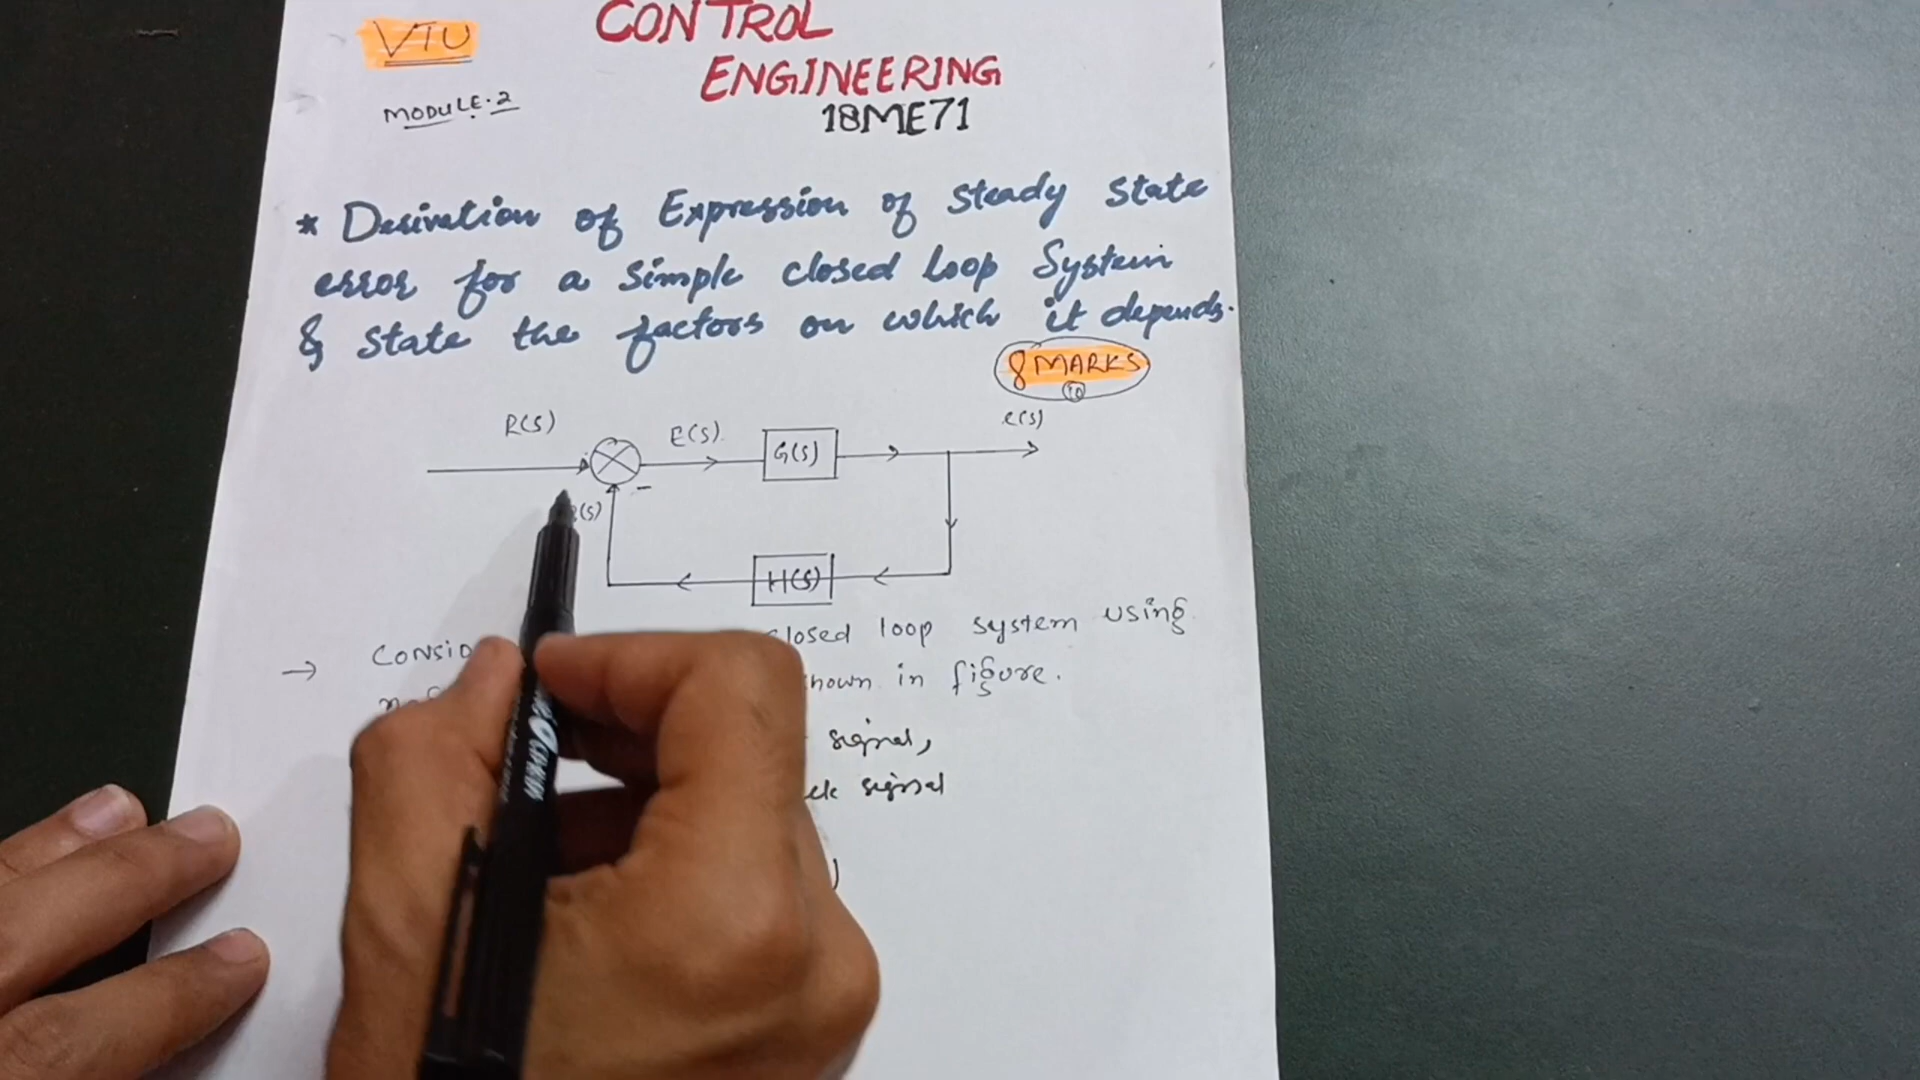 VTU
CONTROL
ENGINEERING
MODULE:2
18ME71
* Derivation of Expression of steady state
error for a simple closed loop System
& state the factors on which it depends.
8 MARKS
10
R(S)
E(S).
G(S)
C(S)
-
(S)
H(S)
→ closed loop system using
in figure.
signal,
signal
)